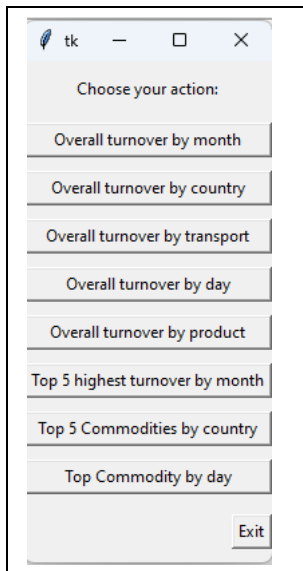 tk
Choose your action:
Overall turnover by month
Overall turnover by country
Overall turnover by transport
Overall turnover by day
Overall turnover by product
Top 5 highest turnover by month
Top 5 Commodities by country
Top Commodity by day
Exit